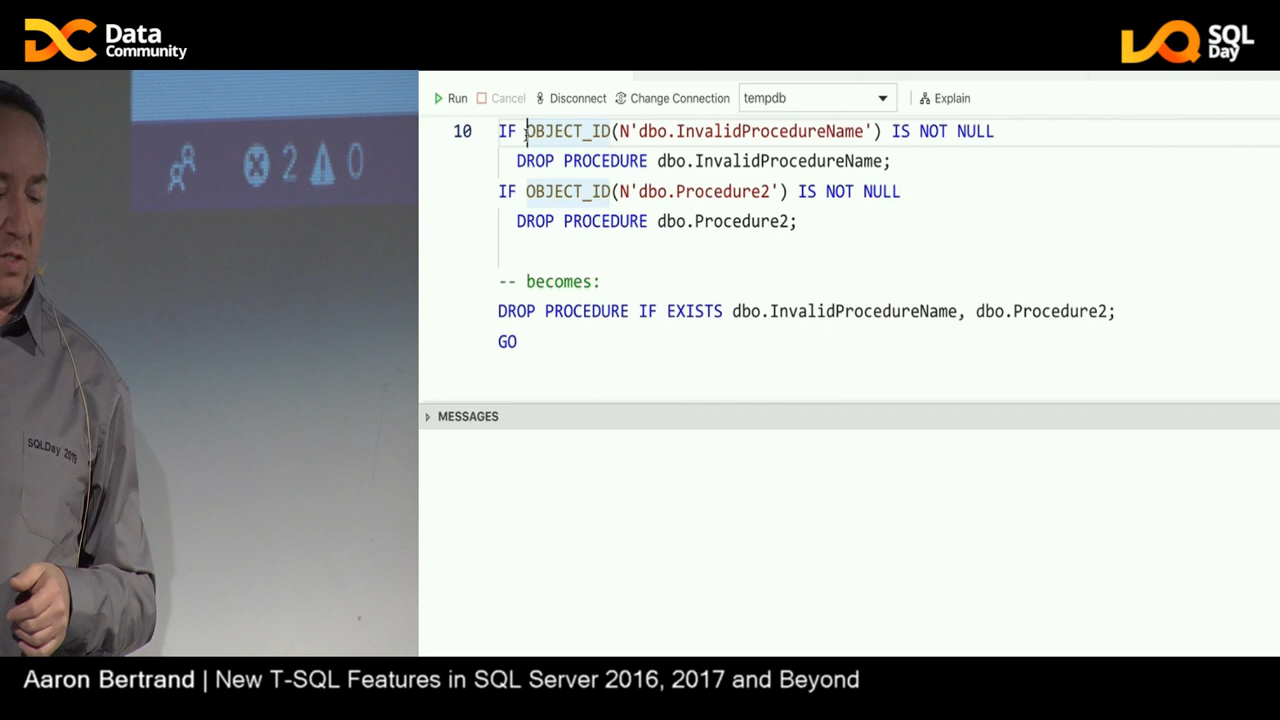 Data
Community
SQL
Day
Run Cancel Disconnect Change Connection tempdb Explain
10 IF OBJECT_ID(N'dbo.InvalidProcedureName') IS NOT NULL
DROP PROCEDURE dbo.InvalidProcedureName;
IF OBJECT_ID(N'dbo.Procedure2') IS NOT NULL
DROP PROCEDURE dbo.Procedure2;
-- becomes:
DROP PROCEDURE IF EXISTS dbo.InvalidProcedureName, dbo.Procedure2;
GO
MESSAGES
2 0
SQLDay 2019
Aaron Bertrand | New T-SQL Features in SQL Server 2016, 2017 and Beyond